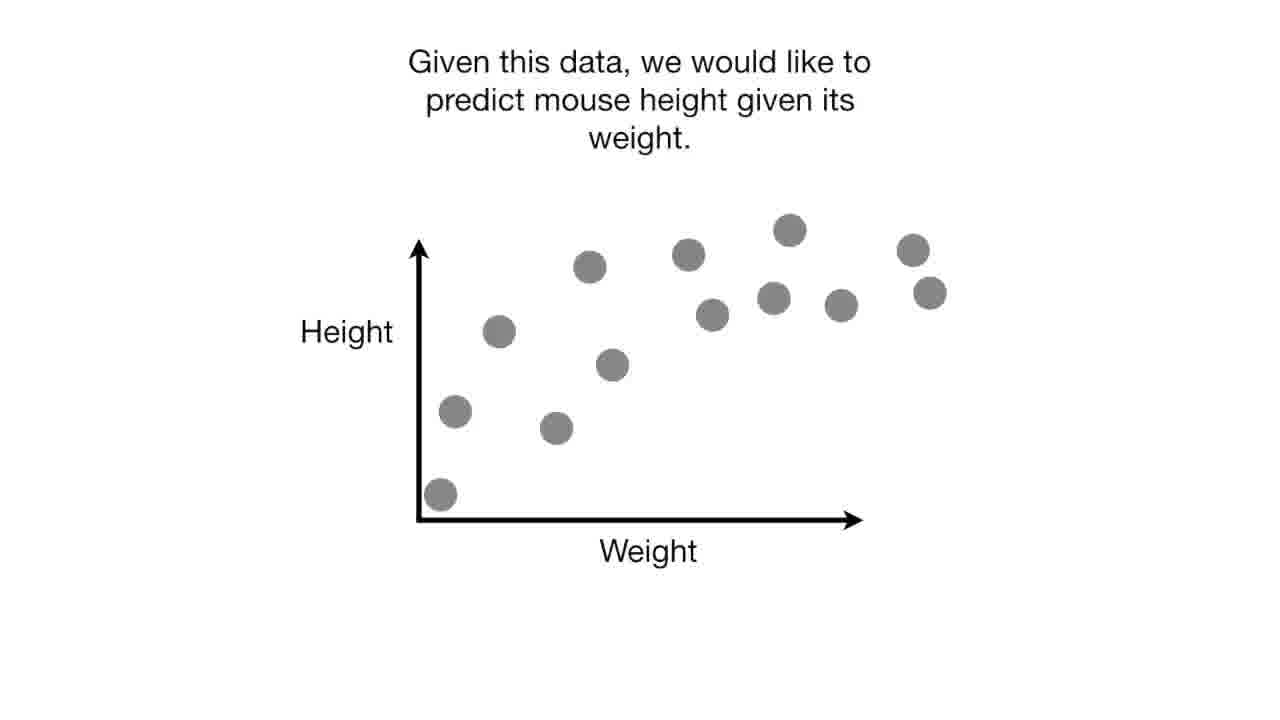 Given this data, we would like to
predict mouse height given its
weight.
Height
Weight